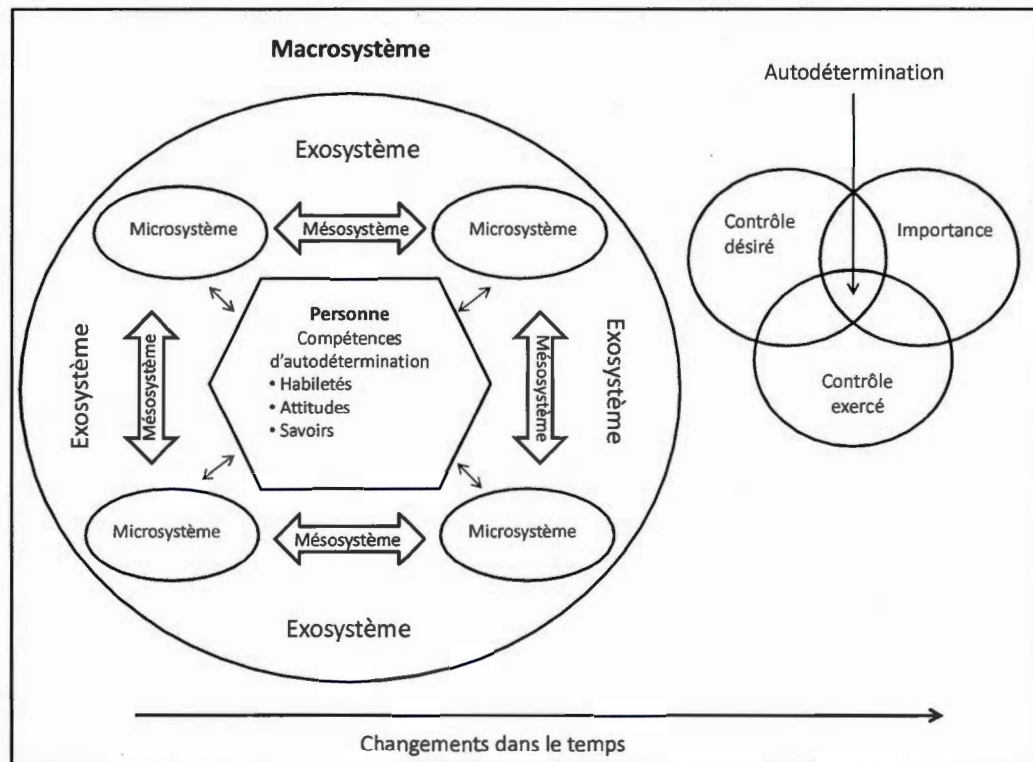 Macrosystème
Autodétermination
Exosystème
Microsystème
Mésosystème
Microsystème
Contrôle
désiré
Importance
Exosystème
Mésosystème
Personne
Compétences
d'autodétermination
• Habiletés
• Attitudes
• Savoirs
Mésosystème
Exosystème
Contrôle
exercé
Microsystème
Mésosystème
Microsystème
Exosystème
Changements dans le temps